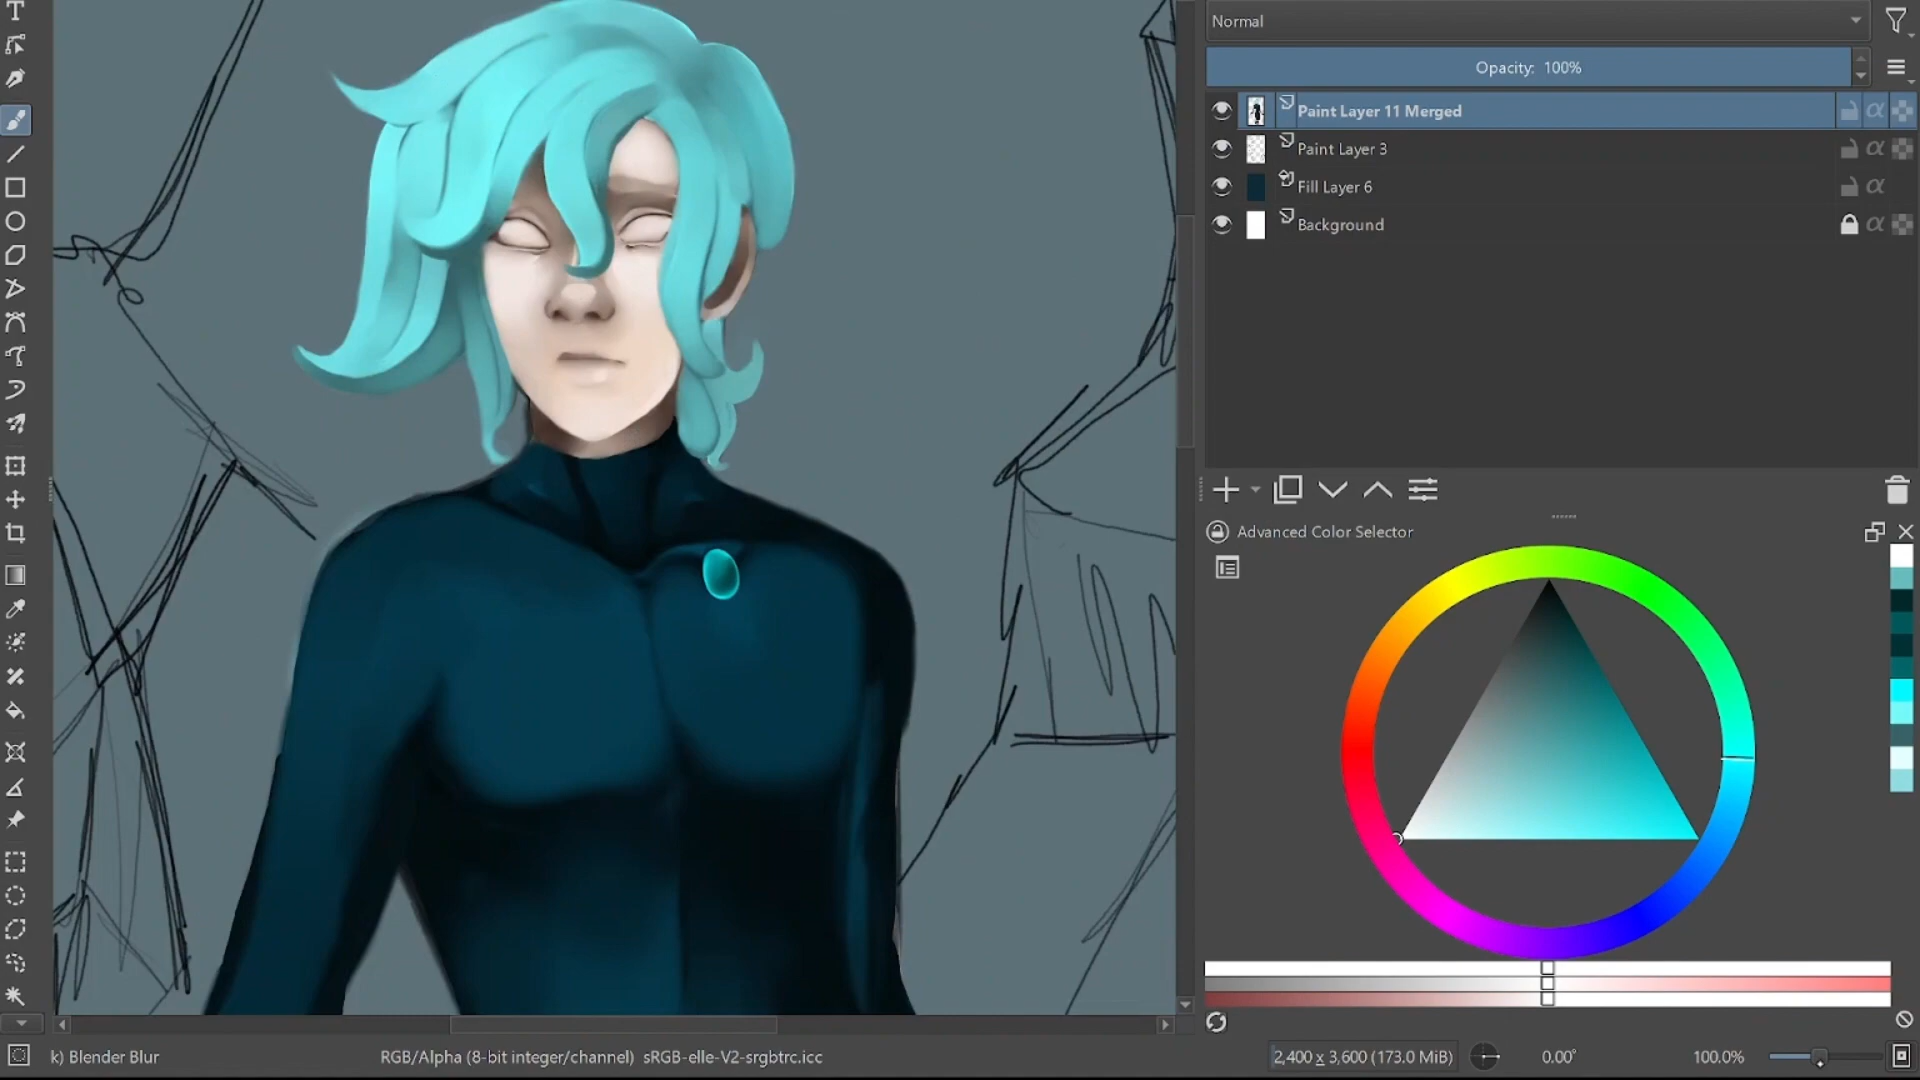 Normal
Opacity: 100%
Paint Layer 11 Merged
Paint Layer 3
Fill Layer 6
Background
Advanced Color Selector
k) Blender Blur
RGB/Alpha (8-bit integer/channel) sRGB-elle-V2-srgbtrc.icc
2,400 x 3,600 (173.0 MiB)
0.00°
100.0%